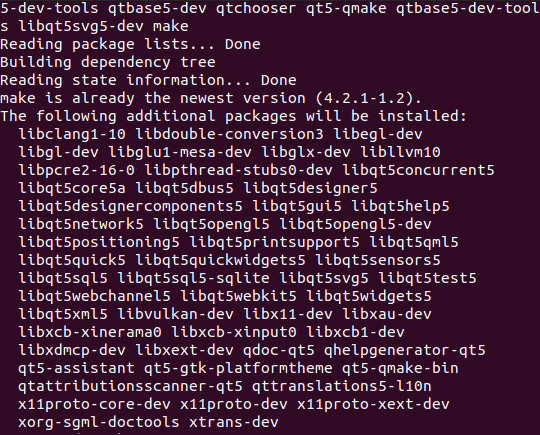 5-dev-tools qtbase5-dev qtchooser qt5-qmake qtbase5-dev-tool
s libqt5svg5-dev make
Reading package lists... Done
Building dependency tree
Reading state information... Done
make is already the newest version (4.2.1-1.2).
The following additional packages will be installed:
  libclang1-10 libdouble-conversion3 libegl-dev
  libgl-dev libglu1-mesa-dev libglx-dev libllvm10
  libpcre2-16-0 libpthread-stubs0-dev libqt5concurrent5
  libqt5core5a libqt5dbus5 libqt5designer5
  libqt5designercomponents5 libqt5gui5 libqt5help5
  libqt5network5 libqt5opengl5 libqt5opengl5-dev
  libqt5positioning5 libqt5printsupport5 libqt5qml5
  libqt5quick5 libqt5quickwidgets5 libqt5sensors5
  libqt5sql5 libqt5sql5-sqlite libqt5svg5 libqt5test5
  libqt5webchannel5 libqt5webkit5 libqt5widgets5
  libqt5xml5 libvulkan-dev libx11-dev libxau-dev
  libxcb-xinerama0 libxcb-xinput0 libxcb1-dev
  libxdmcp-dev libxext-dev qdoc-qt5 qhelpgenerator-qt5
  qt5-assistant qt5-gtk-platformtheme qt5-qmake-bin
  qtattributionsscanner-qt5 qttranslations5-l10n
  x11proto-core-dev x11proto-dev x11proto-xext-dev
  xorg-sgml-doctools xtrans-dev